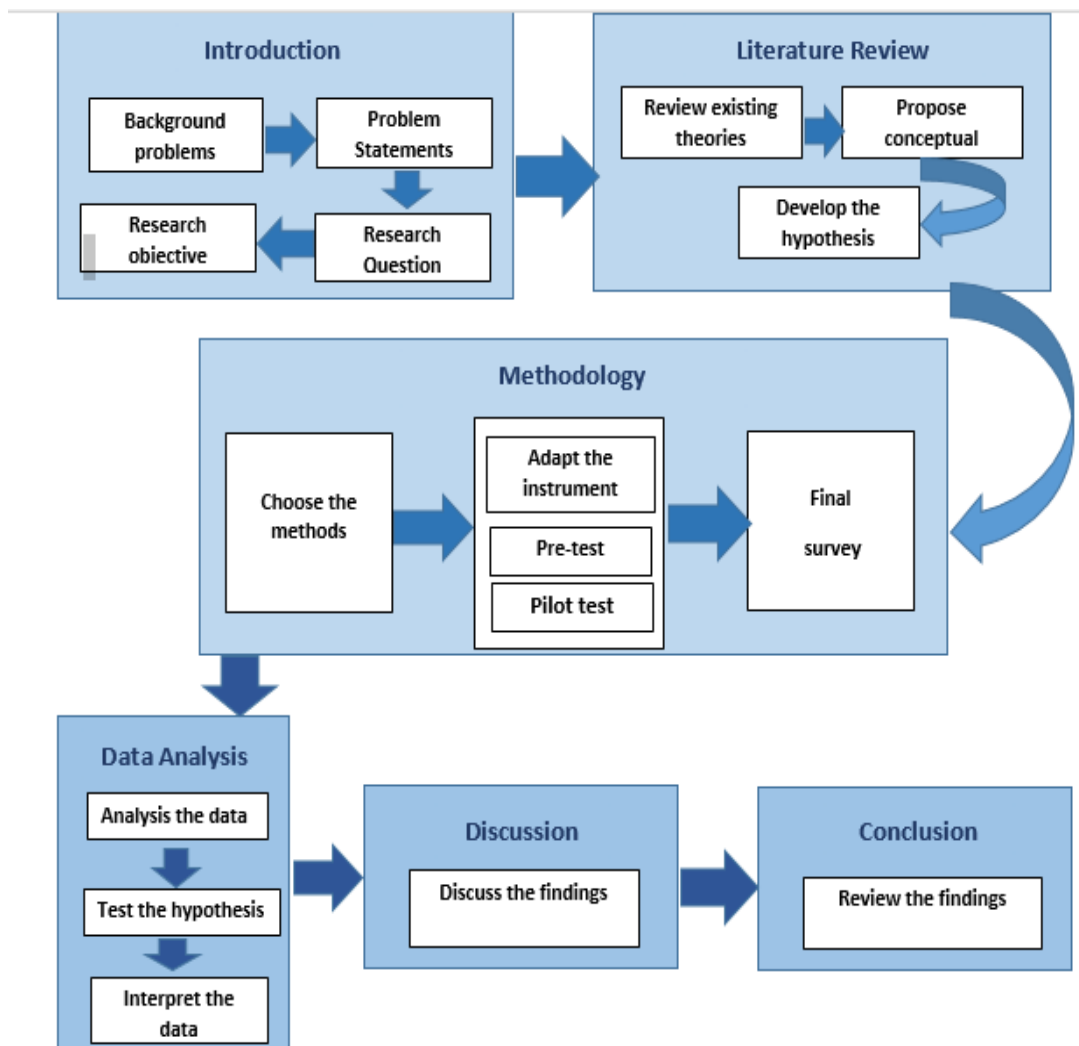 Introduction
Background
problems
Problem
Statements
Research
Question
Research
obiective
Literature Review
Review existing
theories
Propose
conceptual
Develop the
hypothesis
Methodology
Choose the
methods
Adapt the
instrument
Pre-test
Pilot test
Final
survey
Data Analysis
Analysis the data
Test the hypothesis
Interpret the
data
Discussion
Discuss the findings
Conclusion
Review the findings